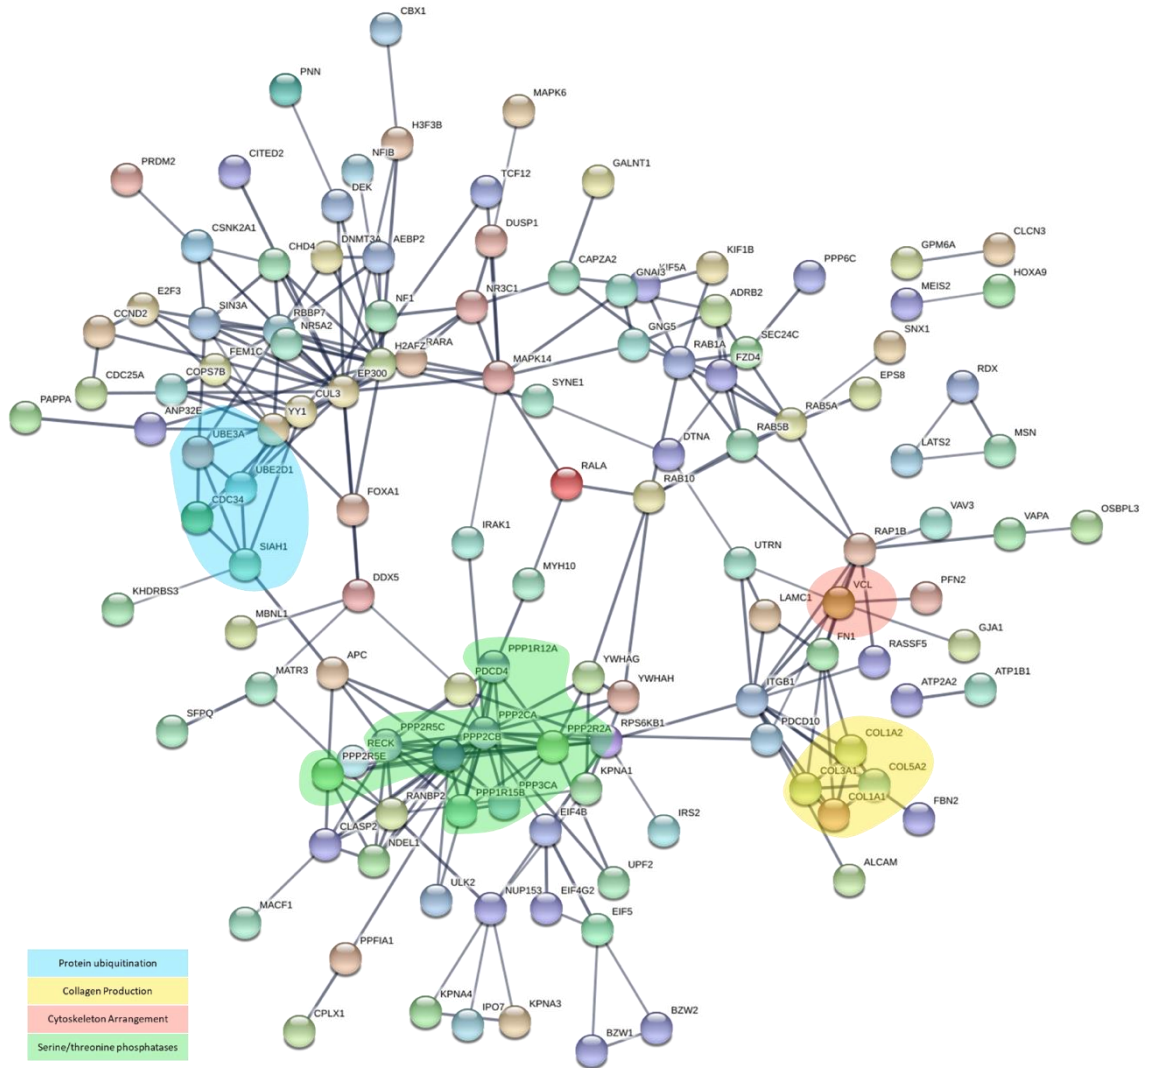 CBX1
PNN
MAPK6
H3F3B
PRDM2
CITED2
NFIB
GALNT1
TCF12
DEK
DUSP1
CSNK2A1
CHD4
DNMT3A
AEBP2
CAPZA2
KIF1B
GPM6A
CLCN3
GNAI3
KIF5A
PPP6C
HOXA9
MEIS2
E2F3
NR3C1
ADRB2
CCND2
SIN3A
RBBP7
NF1
NR5A2
GNG5
SEC24C
SNX1
RARA
H2AFZ
FEM1C
MAPK14
RAB1A
FZD4
CDC25A
COPS7B
EP300
EPS8
RDX
CUL3
SYNE1
RAB5A
PAPPA
ANP32E
YY1
RAB5B
MSN
UBE3A
DTNA
LATS2
UBE2D1
RALA
RAB10
CDC34
FOXA1
VAV3
VAPA
OSBPL3
IRAK1
RAP1B
SIAH1
UTRN
MYH10
VCL
KHDRBS3
DDX5
LAMC1
PFN2
MBNL1
FN1
GJA1
PPP1R12A
RASSF5
APC
PDCD4
YWHAG
MATR3
ITGB1
ATP1B1
YWHAH
ATP2A2
SFPQ
PPP2CA
PPP2R5C
PPP2R2A
RPS6KB1
PDCD10
PPP2CB
RECK
COL1A2
PPP2R5E
COL3A1
COL5A2
KPNA1
PPP3CA
PPP1R15B
RANBP2
COL1A1
EIF4B
IRS2
FBN2
CLASP2
NDEL1
UPF2
ALCAM
ULK2
NUP153
EIF4G2
MACF1
EIF5
PPFIA1
Protein ubiquitination
Collagen Production
KPNA4
IPO7
KPNA3
BZW2
Cytoskeleton Arrangement
CPLX1
BZW1
Serine/threonine phosphatases